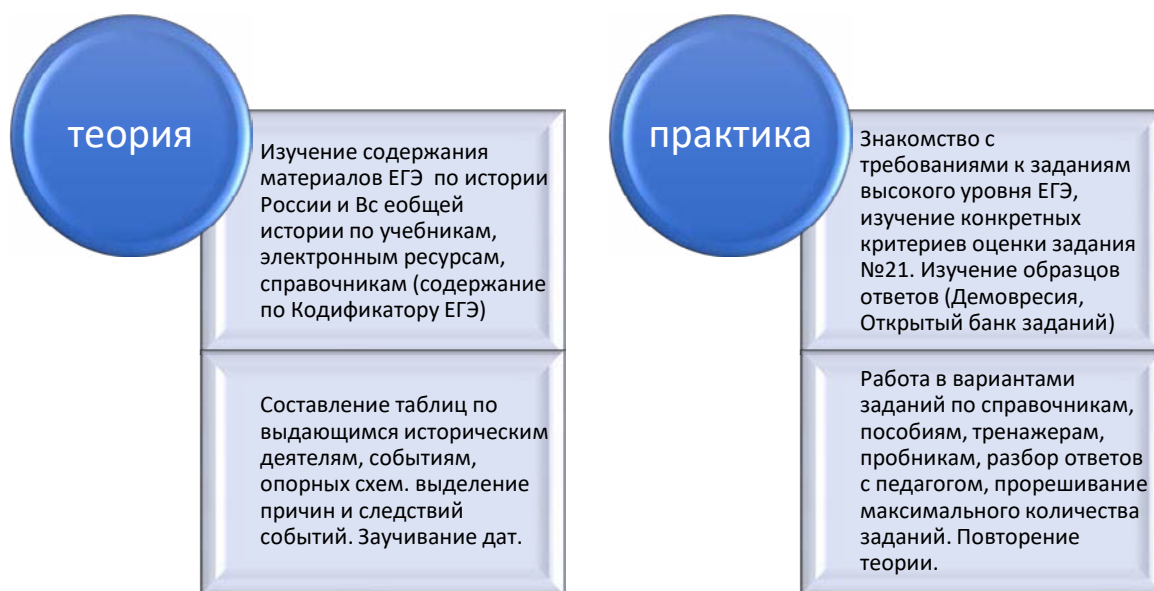 теория
Изучение содержания
материалов ЕГЭ по истории
России и Вс еобщей
истории по учебникам,
электронным ресурсам,
справочникам (содержание
по Кодификатору ЕГЭ)
Составление таблиц по
выдающимся историческим
деятелям, событиям,
опорных схем. выделение
причин и следствий
событий. Заучивание дат.
практика
Знакомство с
требованиями к заданиям
высокого уровня ЕГЭ,
изучение конкретных
критериев оценки задания
№21. Изучение образцов
ответов (Демовресия,
Открытый банк заданий)
Работа в вариантами
заданий по справочникам,
пособиям, тренажерам,
пробникам, разбор ответов
с педагогом, прорешивание
максимального количества
заданий. Повторение
теории.